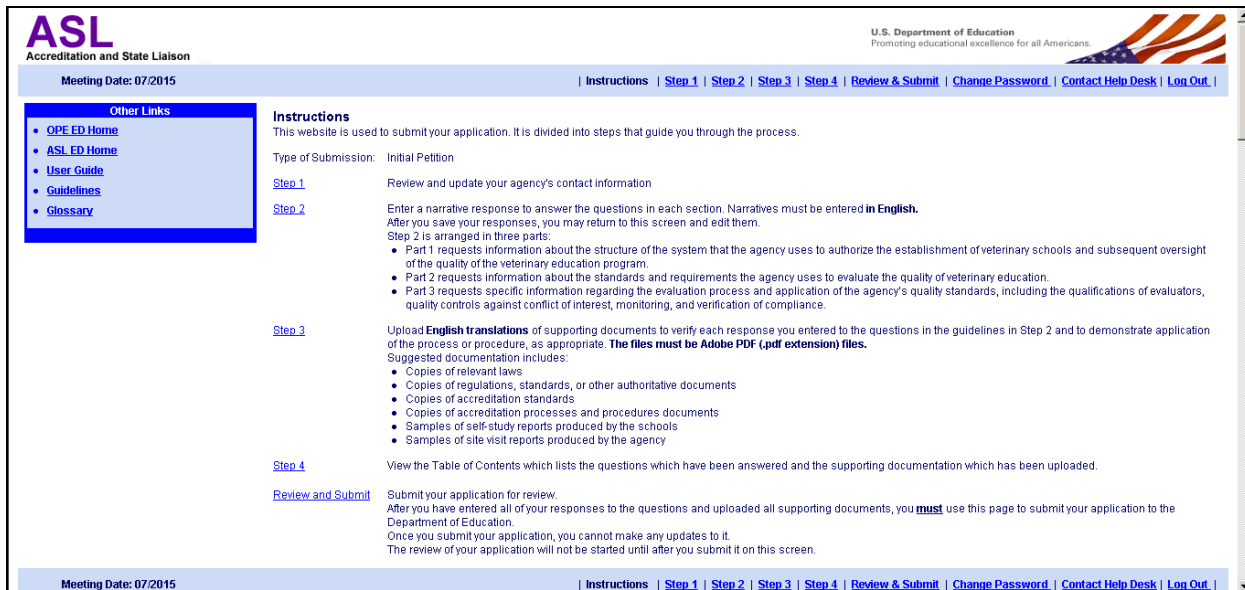 ASL
Accreditation and State Liaison
U.S. Department of Education
Promoting educational excellence for all Americans.
Meeting Date: 07/2015
| Instructions | Step 1 | Step 2 | Step 3 | Step 4 | Review & Submit | Change Password | Contact Help Desk | Log Out |
Other Links
• OPE ED Home
• ASL ED Home
• User Guide
• Guidelines
• Glossary
Instructions
This website is used to submit your application. It is divided into steps that guide you through the process.
Type of Submission: Initial Petition
Step 1 Review and update your agency's contact information
Step 2 Enter a narrative response to answer the questions in each section. Narratives must be entered in English.
After you save your responses, you may return to this screen and edit them.
Step 2 is arranged in three parts:
• Part 1 requests information about the structure of the system that the agency uses to authorize the establishment of veterinary schools and subsequent oversight
of the quality of the veterinary education program.
• Part 2 requests information about the standards and requirements the agency uses to evaluate the quality of veterinary education.
• Part 3 requests specific information regarding the evaluation process and application of the agency's quality standards, including the qualifications of evaluators,
quality controls against conflict of interest, monitoring, and verification of compliance.
Step 3 Upload English translations of supporting documents to verify each response you entered to the questions in the guidelines in Step 2 and to demonstrate application
of the process or procedure, as appropriate. The files must be Adobe PDF (.pdf extension) files.
Suggested documentation includes:
• Copies of relevant laws
• Copies of regulations, standards, or other authoritative documents
• Copies of accreditation standards
• Copies of accreditation processes and procedures documents
• Samples of self-study reports produced by the schools
• Samples of site visit reports produced by the agency
Step 4 View the Table of Contents which lists the questions which have been answered and the supporting documentation which has been uploaded.
Review and Submit Submit your application for review.
After you have entered all of your responses to the questions and uploaded all supporting documents, you must use this page to submit your application to the
Department of Education.
Once you submit your application, you cannot make any updates to it.
The review of your application will not be started until after you submit it on this screen.
Meeting Date: 07/2015
| Instructions | Step 1 | Step 2 | Step 3 | Step 4 | Review & Submit | Change Password | Contact Help Desk | Log Out |